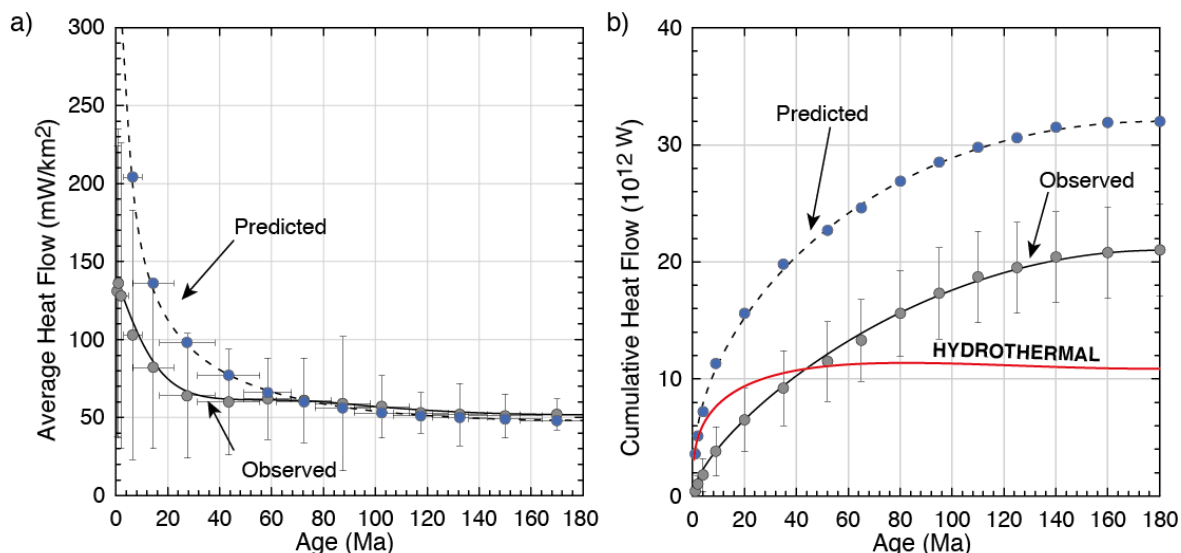 a)
300
250
200
150
100
50
0
Average Heat Flow (mW/km2)
Predicted
Observed
0 20 40 60 80 100 120 140 160 180
Age (Ma)
b)
40
30
20
10
0
Cumulative Heat Flow (10¹² W)
Predicted
Observed
HYDROTHERMAL
0 20 40 60 80 100 120 140 160 180
Age (Ma)